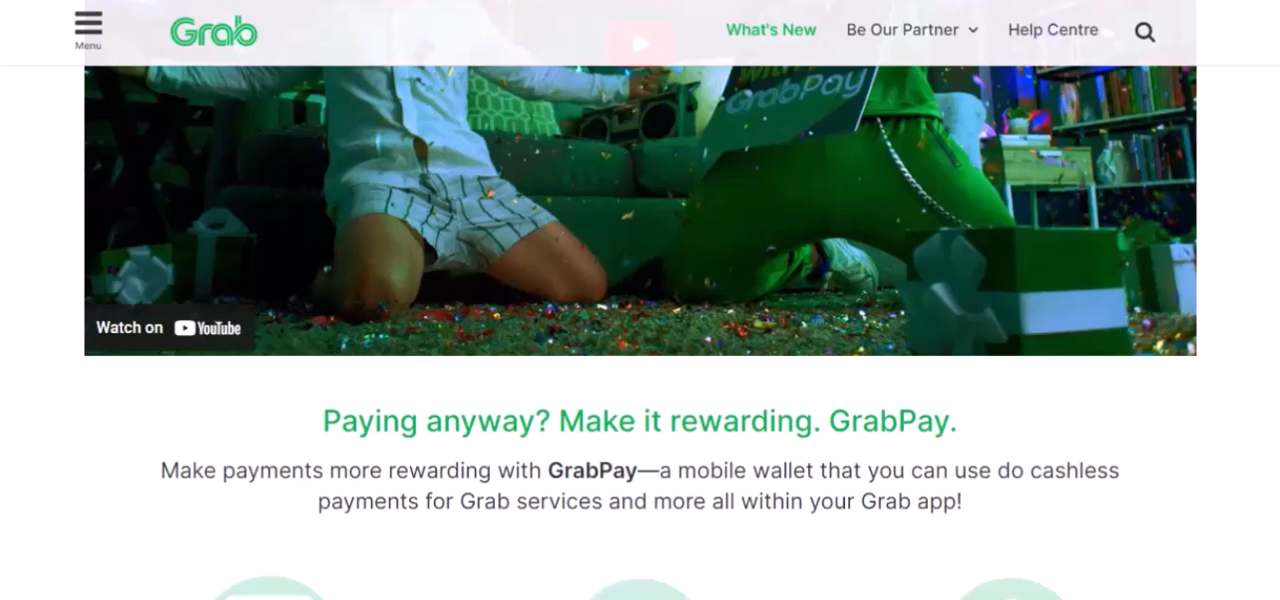 Menu
Grab
What's New
Be Our Partner
Help Centre
with
GrabPay
Watch on YouTube
Paying anyway? Make it rewarding. GrabPay.
Make payments more rewarding with GrabPay—a mobile wallet that you can use do cashless
payments for Grab services and more all within your Grab app!